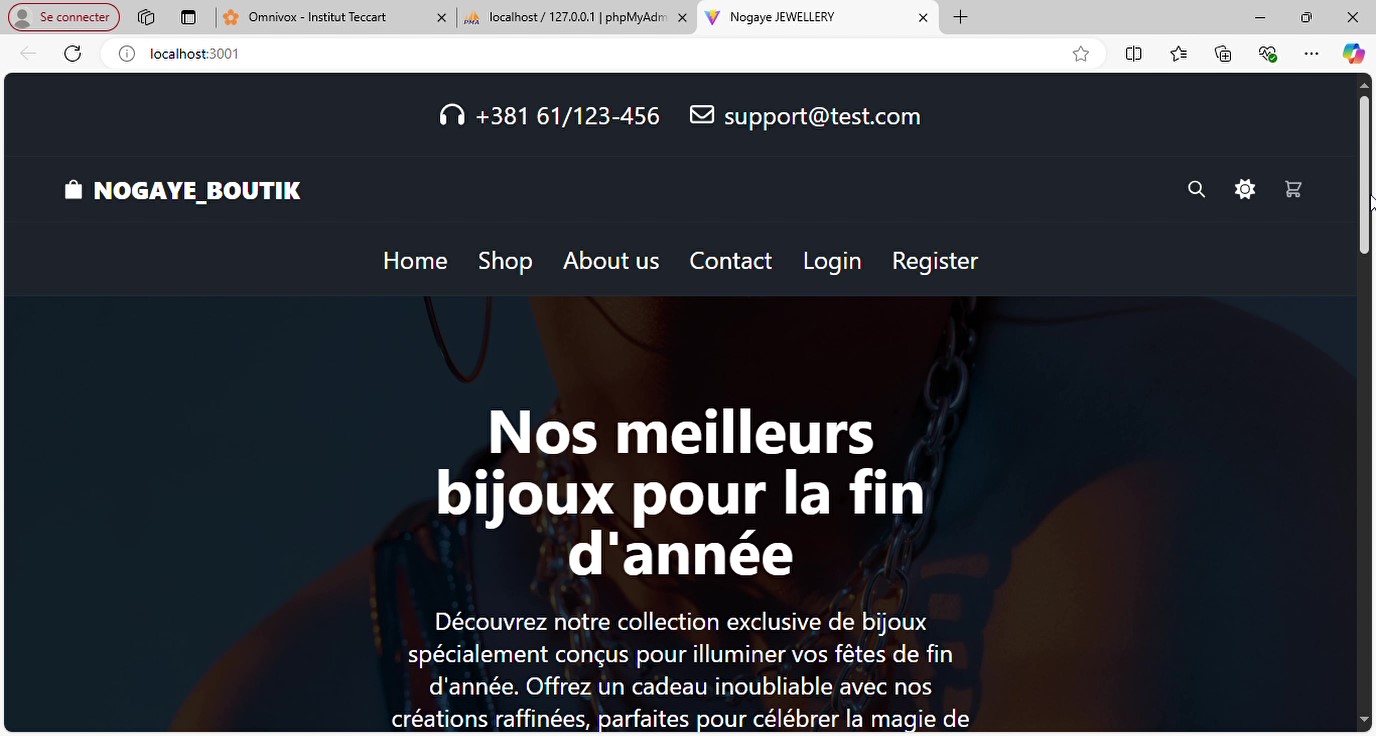 Se connecter
Omnivox - Institut Teccart
localhost / 127.0.0.1 | phpMyAdm
Nogaye JEWELLERY
localhost:3001
+381 61/123-456 support@test.com
NOGAYE_BOUTIK
Home Shop About us Contact Login Register
Nos meilleurs
bijoux pour la fin
d'année
Découvrez notre collection exclusive de bijoux
spécialement conçus pour illuminer vos fêtes de fin
d'année. Offrez un cadeau inoubliable avec nos
créations raffinées, parfaites pour célébrer la magie de